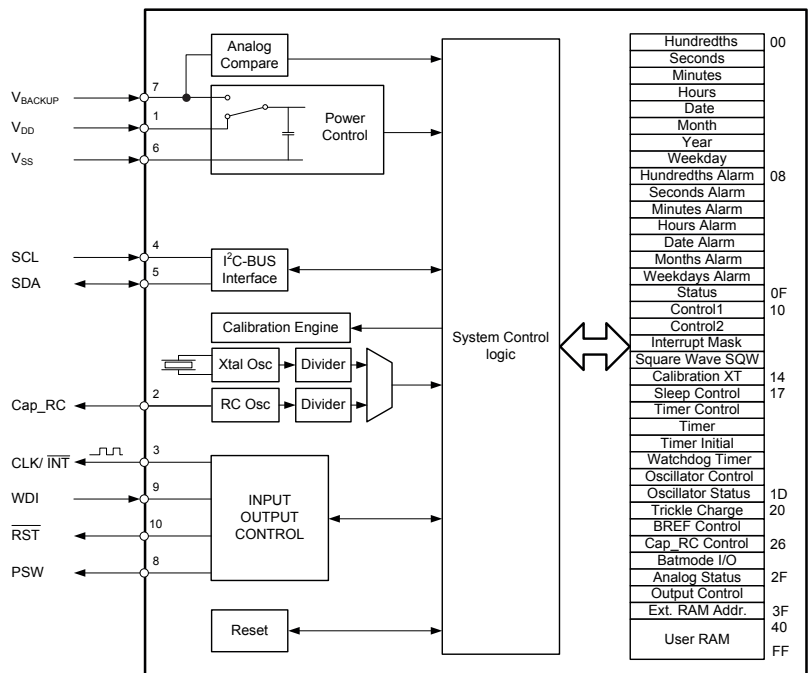 Analog
Compare
7
V_BACKUP
1
V_DD
6
V_SS
Power
Control
4
SCL
5
SDA
I²C-BUS
Interface
Calibration Engine
Xtal Osc
Divider
2
Cap_RC
RC Osc
Divider
3
CLK/ INT
9
WDI
10
RST
8
PSW
INPUT
OUTPUT
CONTROL
Reset
System Control
logic
Hundredths 00
Seconds
Minutes
Hours
Date
Month
Year
Weekday
Hundredths Alarm 08
Seconds Alarm
Minutes Alarm
Hours Alarm
Date Alarm
Months Alarm
Weekdays Alarm
Status 0F
Control1 10
Control2
Interrupt Mask
Square Wave SQW
Calibration XT 14
Sleep Control 17
Timer Control
Timer
Timer Initial
Watchdog Timer
Oscillator Control
Oscillator Status 1D
Trickle Charge 20
BREF Control
Cap_RC Control 26
Batmode I/O
Analog Status 2F
Output Control
Ext. RAM Addr. 3F
40
User RAM
FF